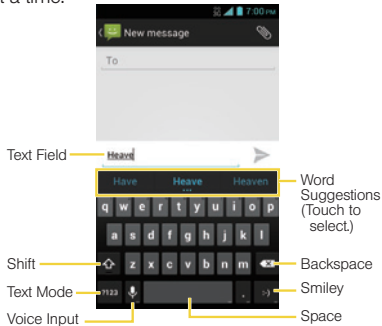 t a time.
7:00 PM
New message
To
Text Field
Heave
Have Heave Heaven
Word
Suggestions
(Touch to
select.)
q w e r t y u i o p
a s d f g h j k l
Shift
z x c v b n m
Backspace
Text Mode
?123
. :-)
Smiley
Voice Input
Space